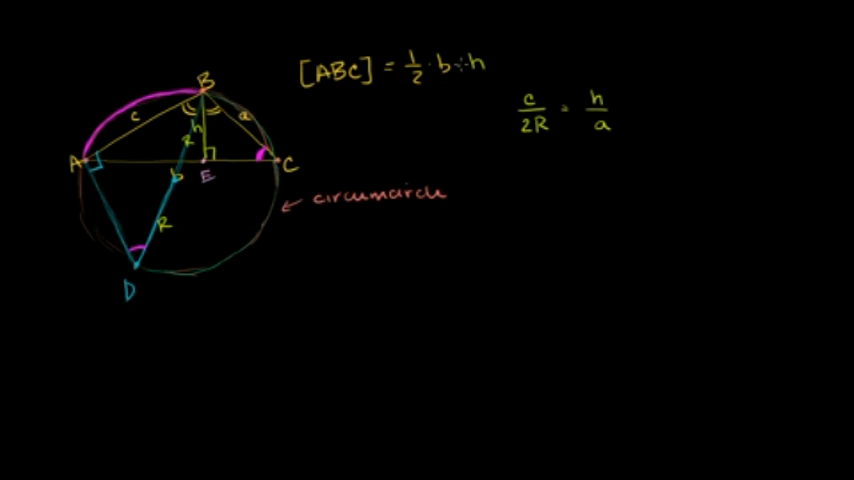 [ABC] = 1/2 · b · h
c/2R = h/a
B
c
a
h
R
A
E
C
b
circumcircle
R
D